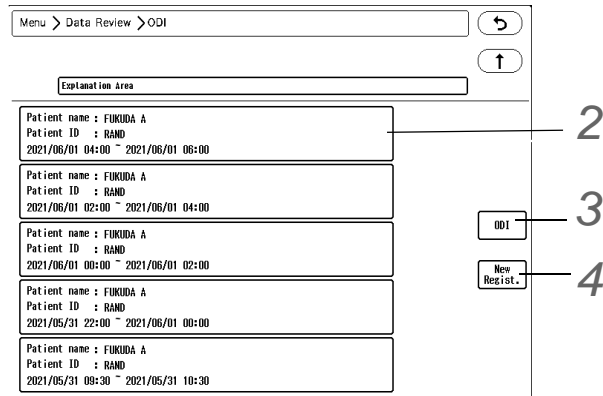 Menu > Data Review >ODI
Explanation Area
Patient name : FUKUDA A
Patient ID : RAND
2021/06/01 04:00 ~ 2021/06/01 06:00
2
Patient name : FUKUDA A
Patient ID : RAND
2021/06/01 02:00 ~ 2021/06/01 04:00
ODI
3
Patient name : FUKUDA A
Patient ID : RAND
2021/06/01 00:00 ~ 2021/06/01 02:00
New
Regist.
4
Patient name : FUKUDA A
Patient ID : RAND
2021/05/31 22:00 ~ 2021/06/01 00:00
Patient name : FUKUDA A
Patient ID : RAND
2021/05/31 09:30 ~ 2021/05/31 10:30